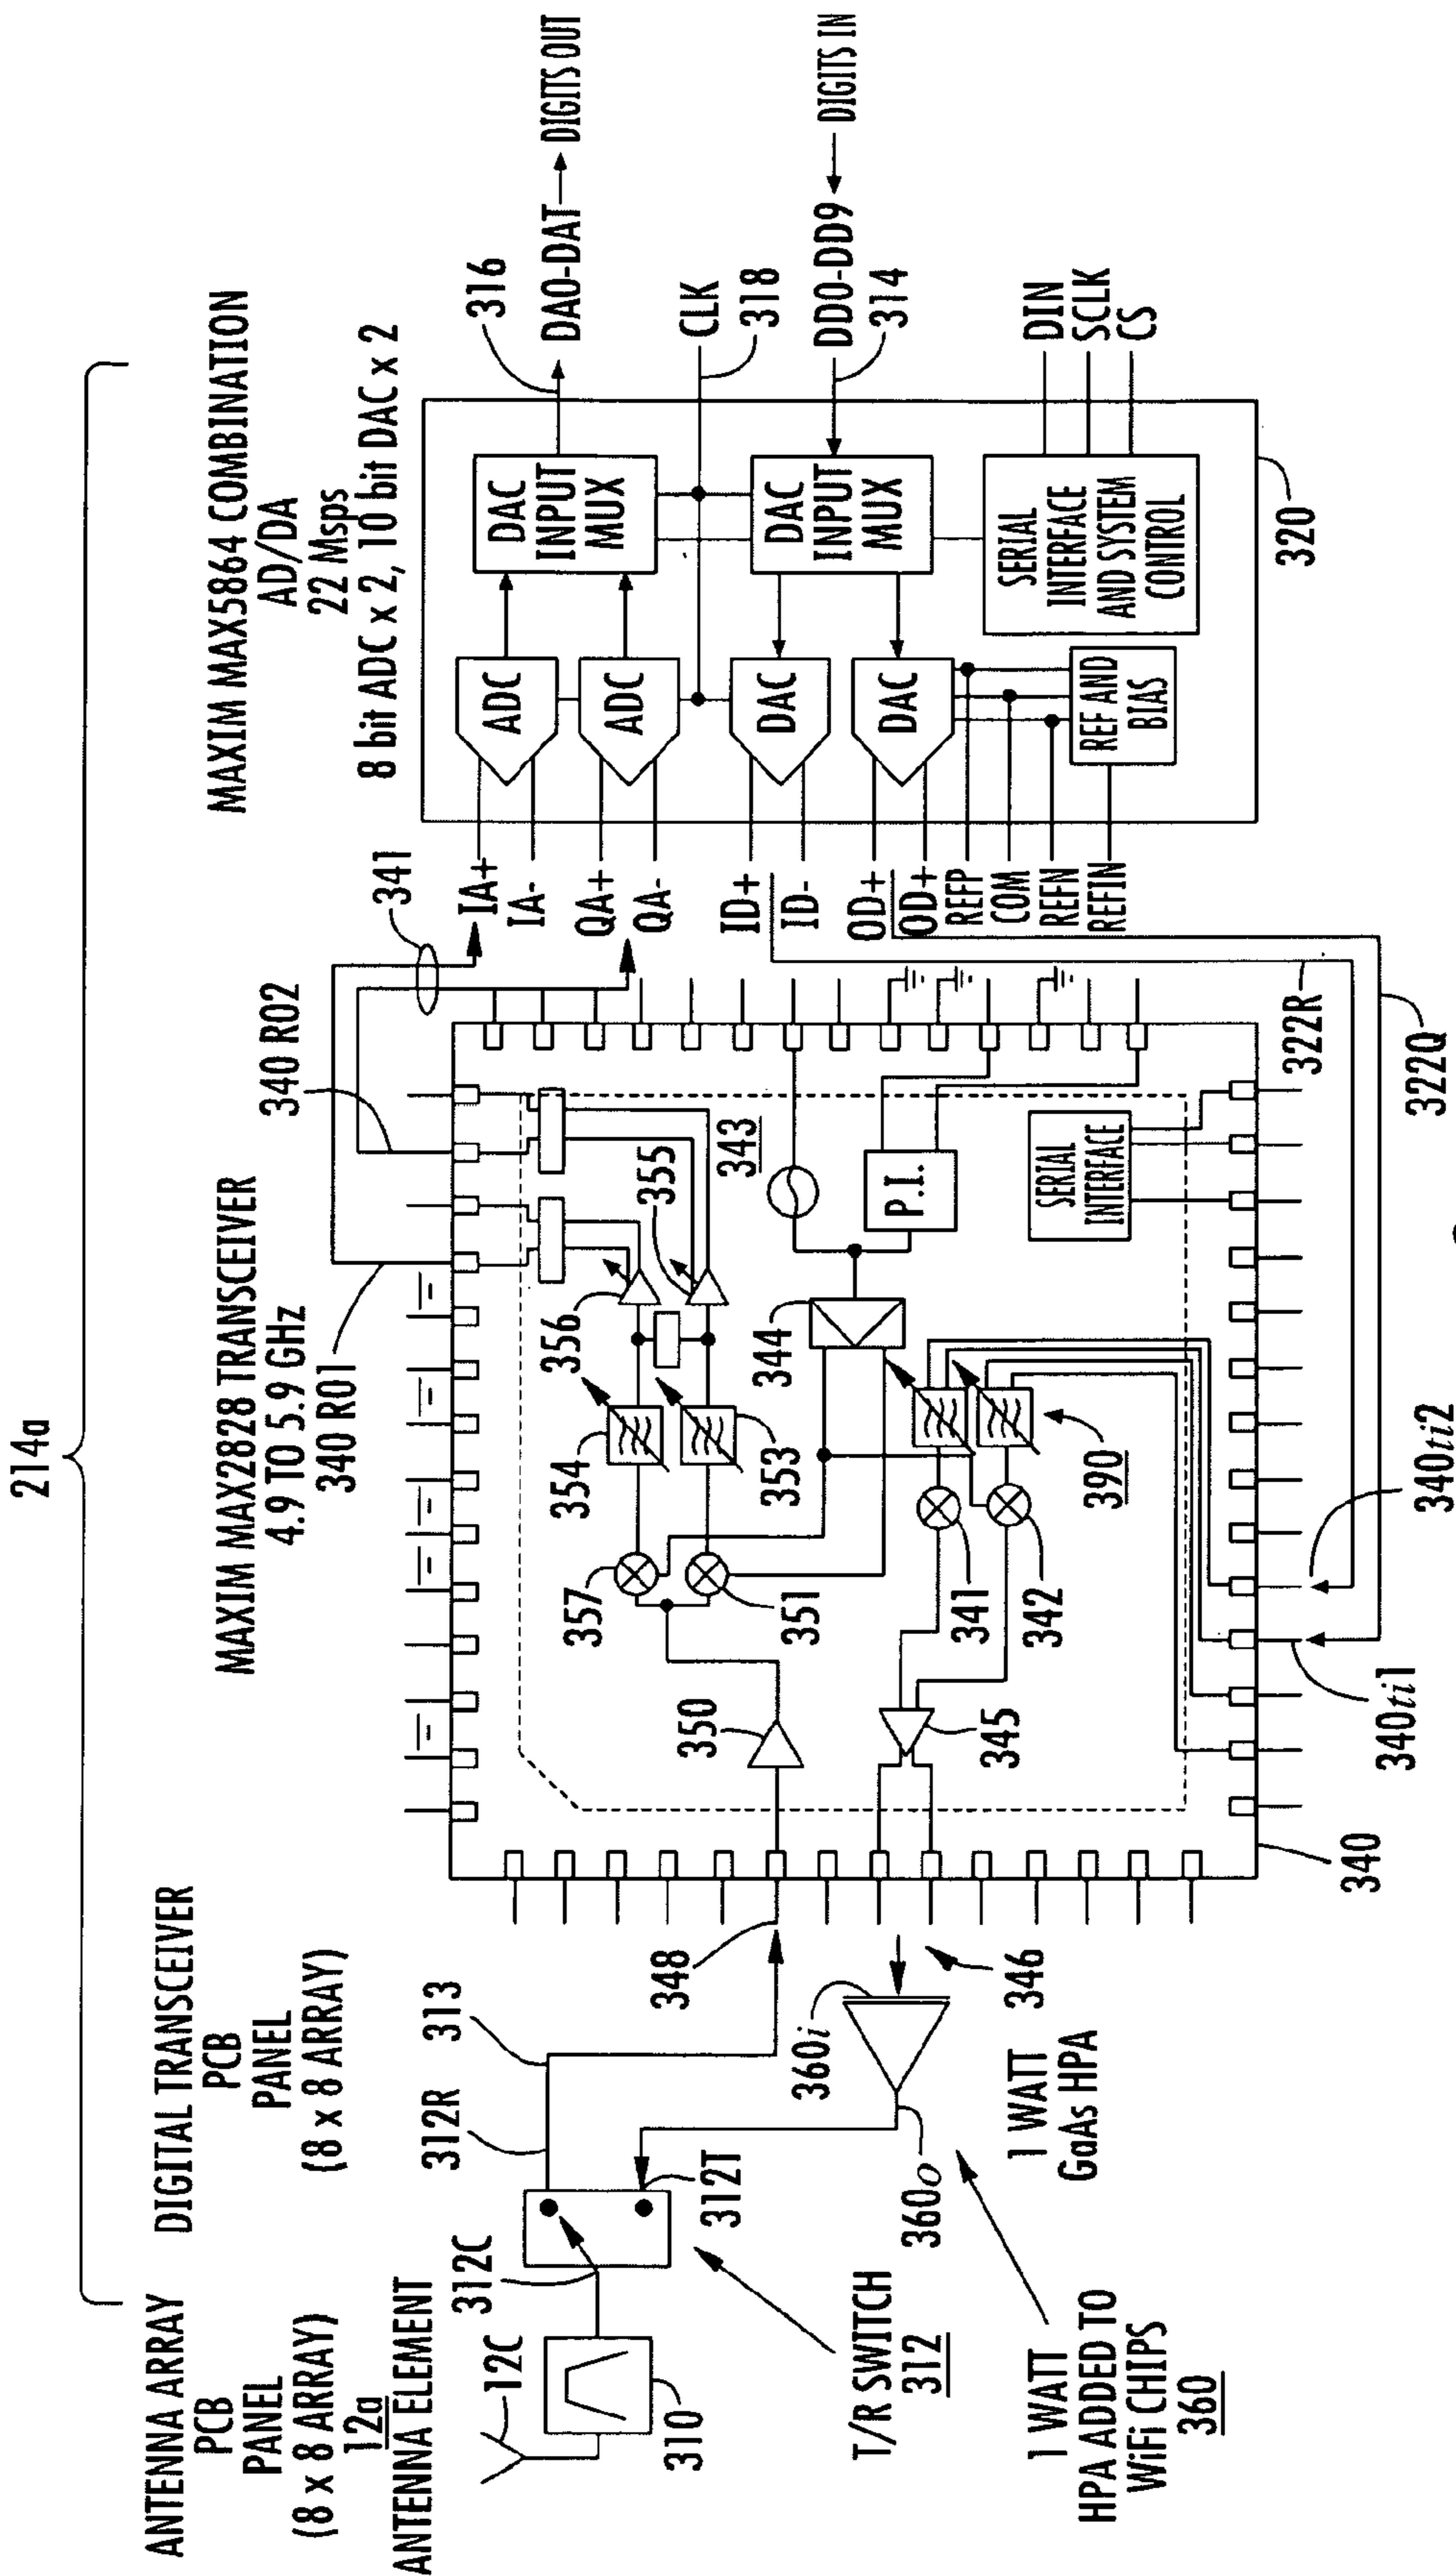 214a
ANTENNA ARRAY
PCB
PANEL
(8 x 8 ARRAY)
12a
ANTENNA ELEMENT
DIGITAL TRANSCEIVER
PCB
PANEL
(8 x 8 ARRAY)
MAXIM MAX2828 TRANSCEIVER
4.9 TO 5.9 GHz
340 RO1
340 RO2
341
MAXIM MAX5864 COMBINATION
AD/DA
22 Msps
8 bit ADC x 2, 10 bit DAC x 2
12C
310
312C
312R
313
312T
T/R SWITCH
312
1 WATT
HPA ADDED TO
WiFi CHIPS
360
360o
360i
1 WATT
GaAs HPA
348
346
350
345
357
351
354
353
356
355
343
344
341
342
390
P.I.
SERIAL
INTERFACE
340
340ti1
340ti2
322R
322Q
IA+
IA-
QA+
QA-
ID+
ID-
OD+
OD+
REFP
COM
REFN
REFIN
ADC
ADC
DAC
DAC
DAC
INPUT
MUX
DAC
INPUT
MUX
REF AND
BIAS
SERIAL
INTERFACE
AND SYSTEM
CONTROL
320
316
DA0-DAT
DIGITS OUT
CLK
318
DD0-DD9
DIGITS IN
314
DIN
SCLK
CS